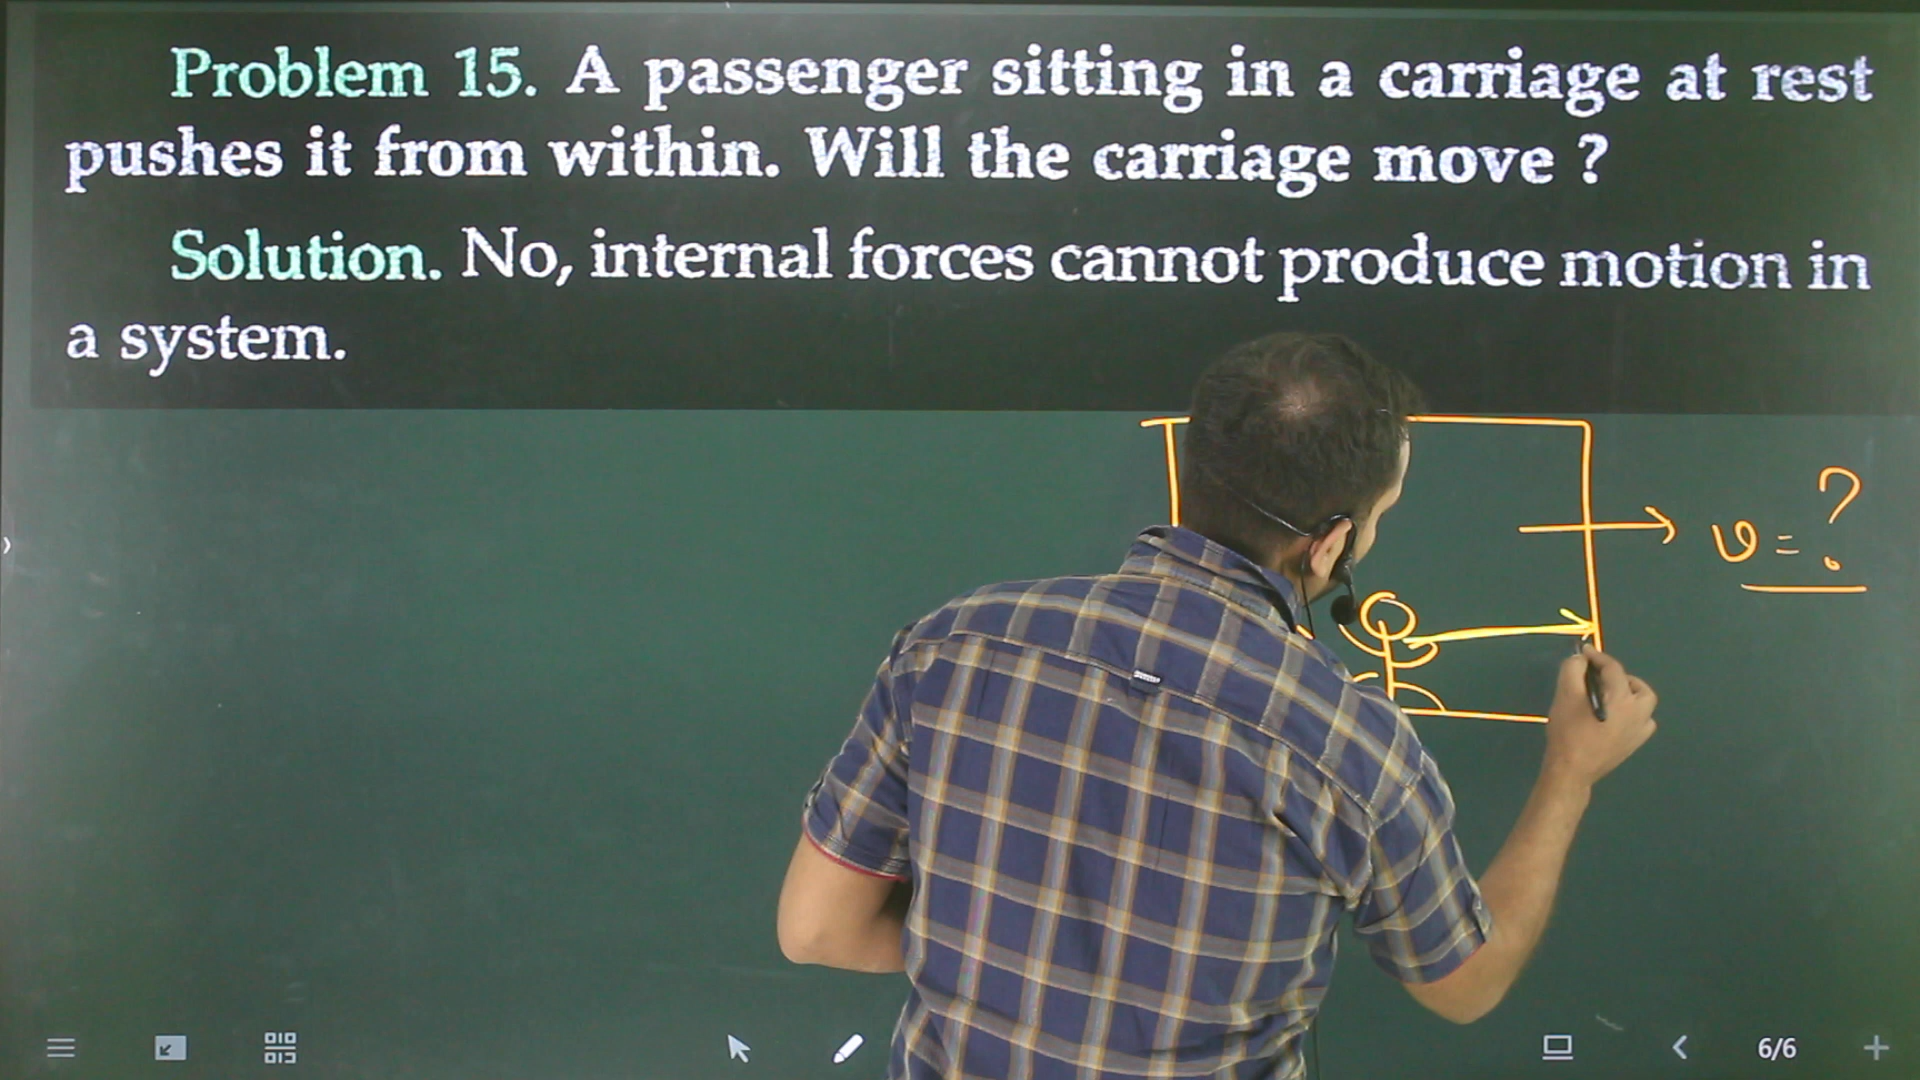 Problem 15. A passenger sitting in a carriage at rest
pushes it from within. Will the carriage move ?
Solution. No, internal forces cannot produce motion in
a system.
v = ?
6/6